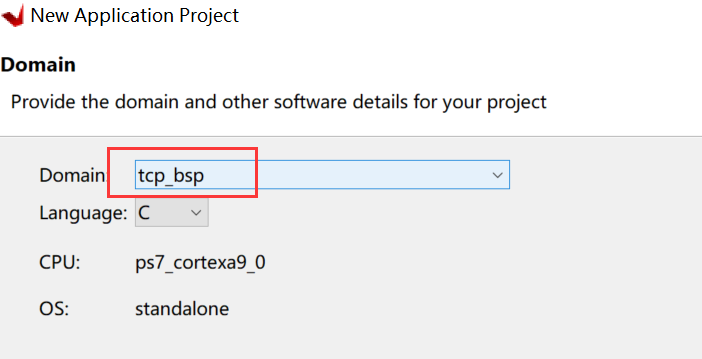 New Application Project
Domain
Provide the domain and other software details for your project
Domain: tcp_bsp
Language: C
CPU: ps7_cortexa9_0
OS: standalone